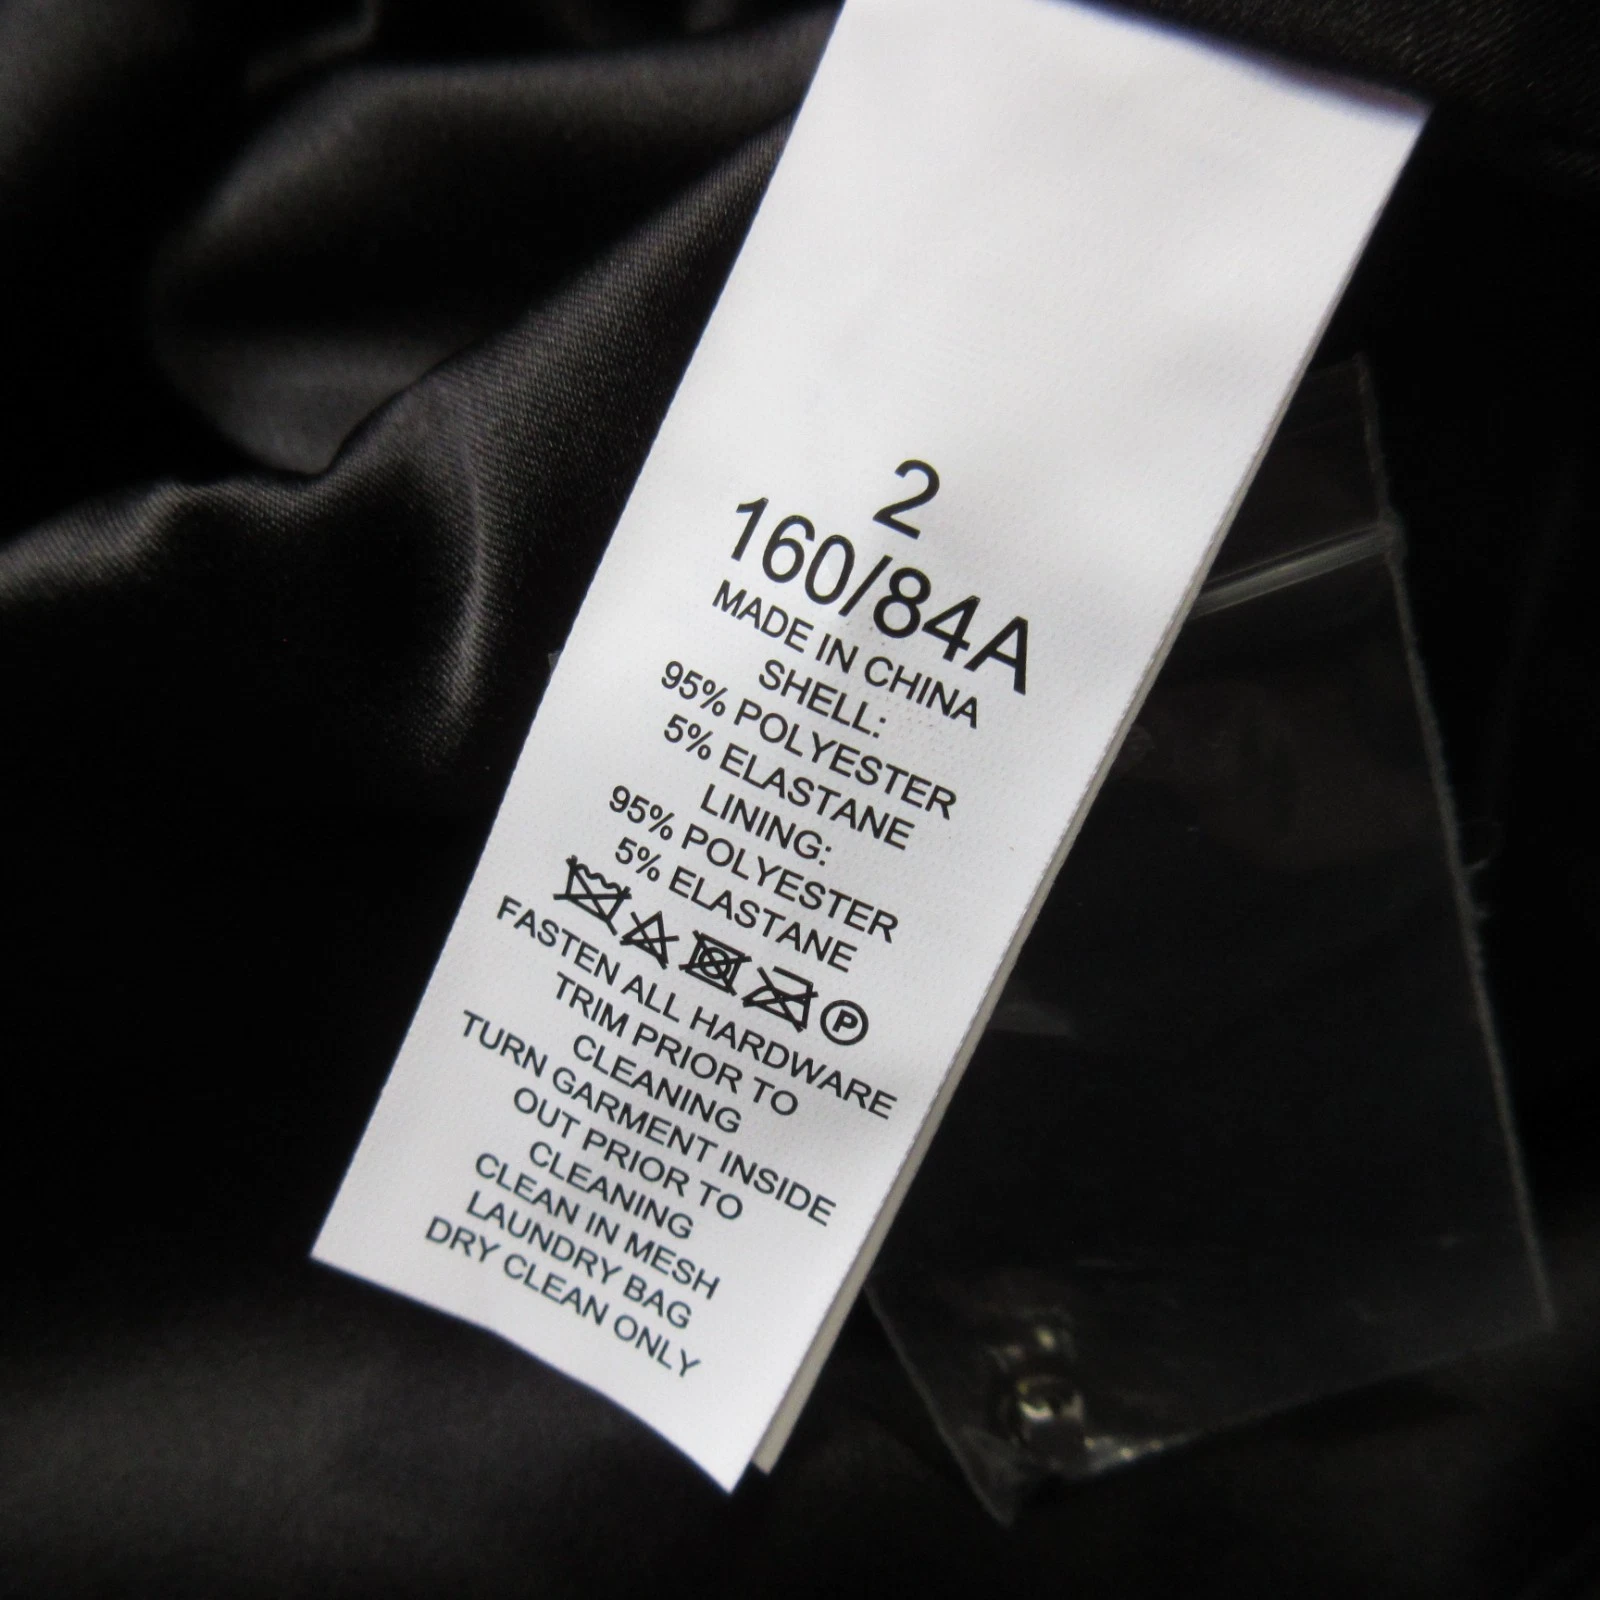 2
160/84A
MADE IN CHINA
SHELL:
95% POLYESTER
5% ELASTANE
LINING:
95% POLYESTER
5% ELASTANE
P
FASTEN ALL HARDWARE
TRIM PRIOR TO
CLEANING
TURN GARMENT INSIDE
OUT PRIOR TO
CLEANING
CLEAN IN MESH
LAUNDRY BAG
DRY CLEAN ONLY